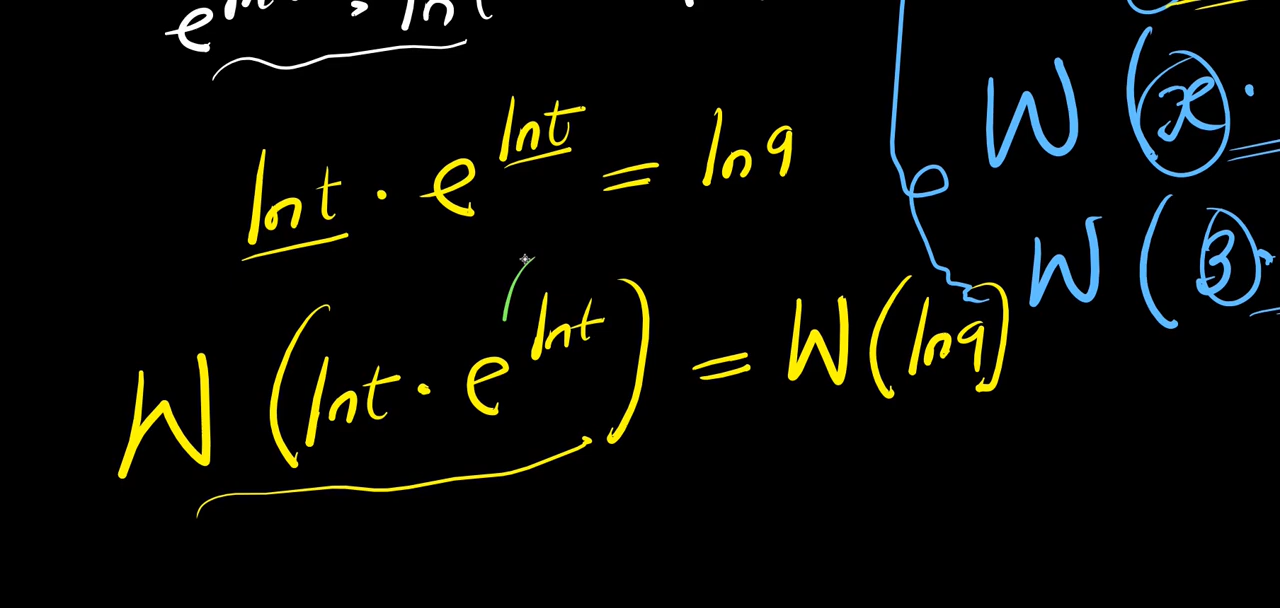 ln t · e^{ln t} = ln 9
W (ln t · e^{ln t}) = W (ln 9)
W (x ·
W ( 3